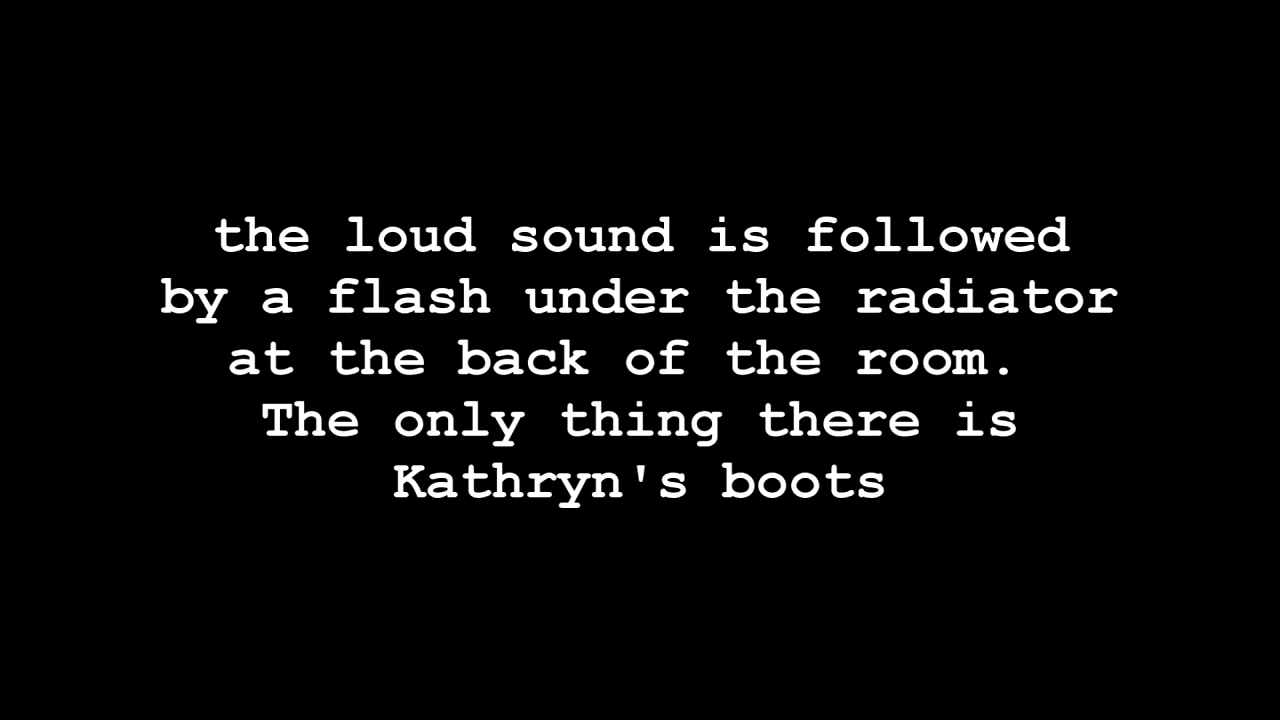 the loud sound is followed
by a flash under the radiator
at the back of the room.
The only thing there is
Kathryn's boots